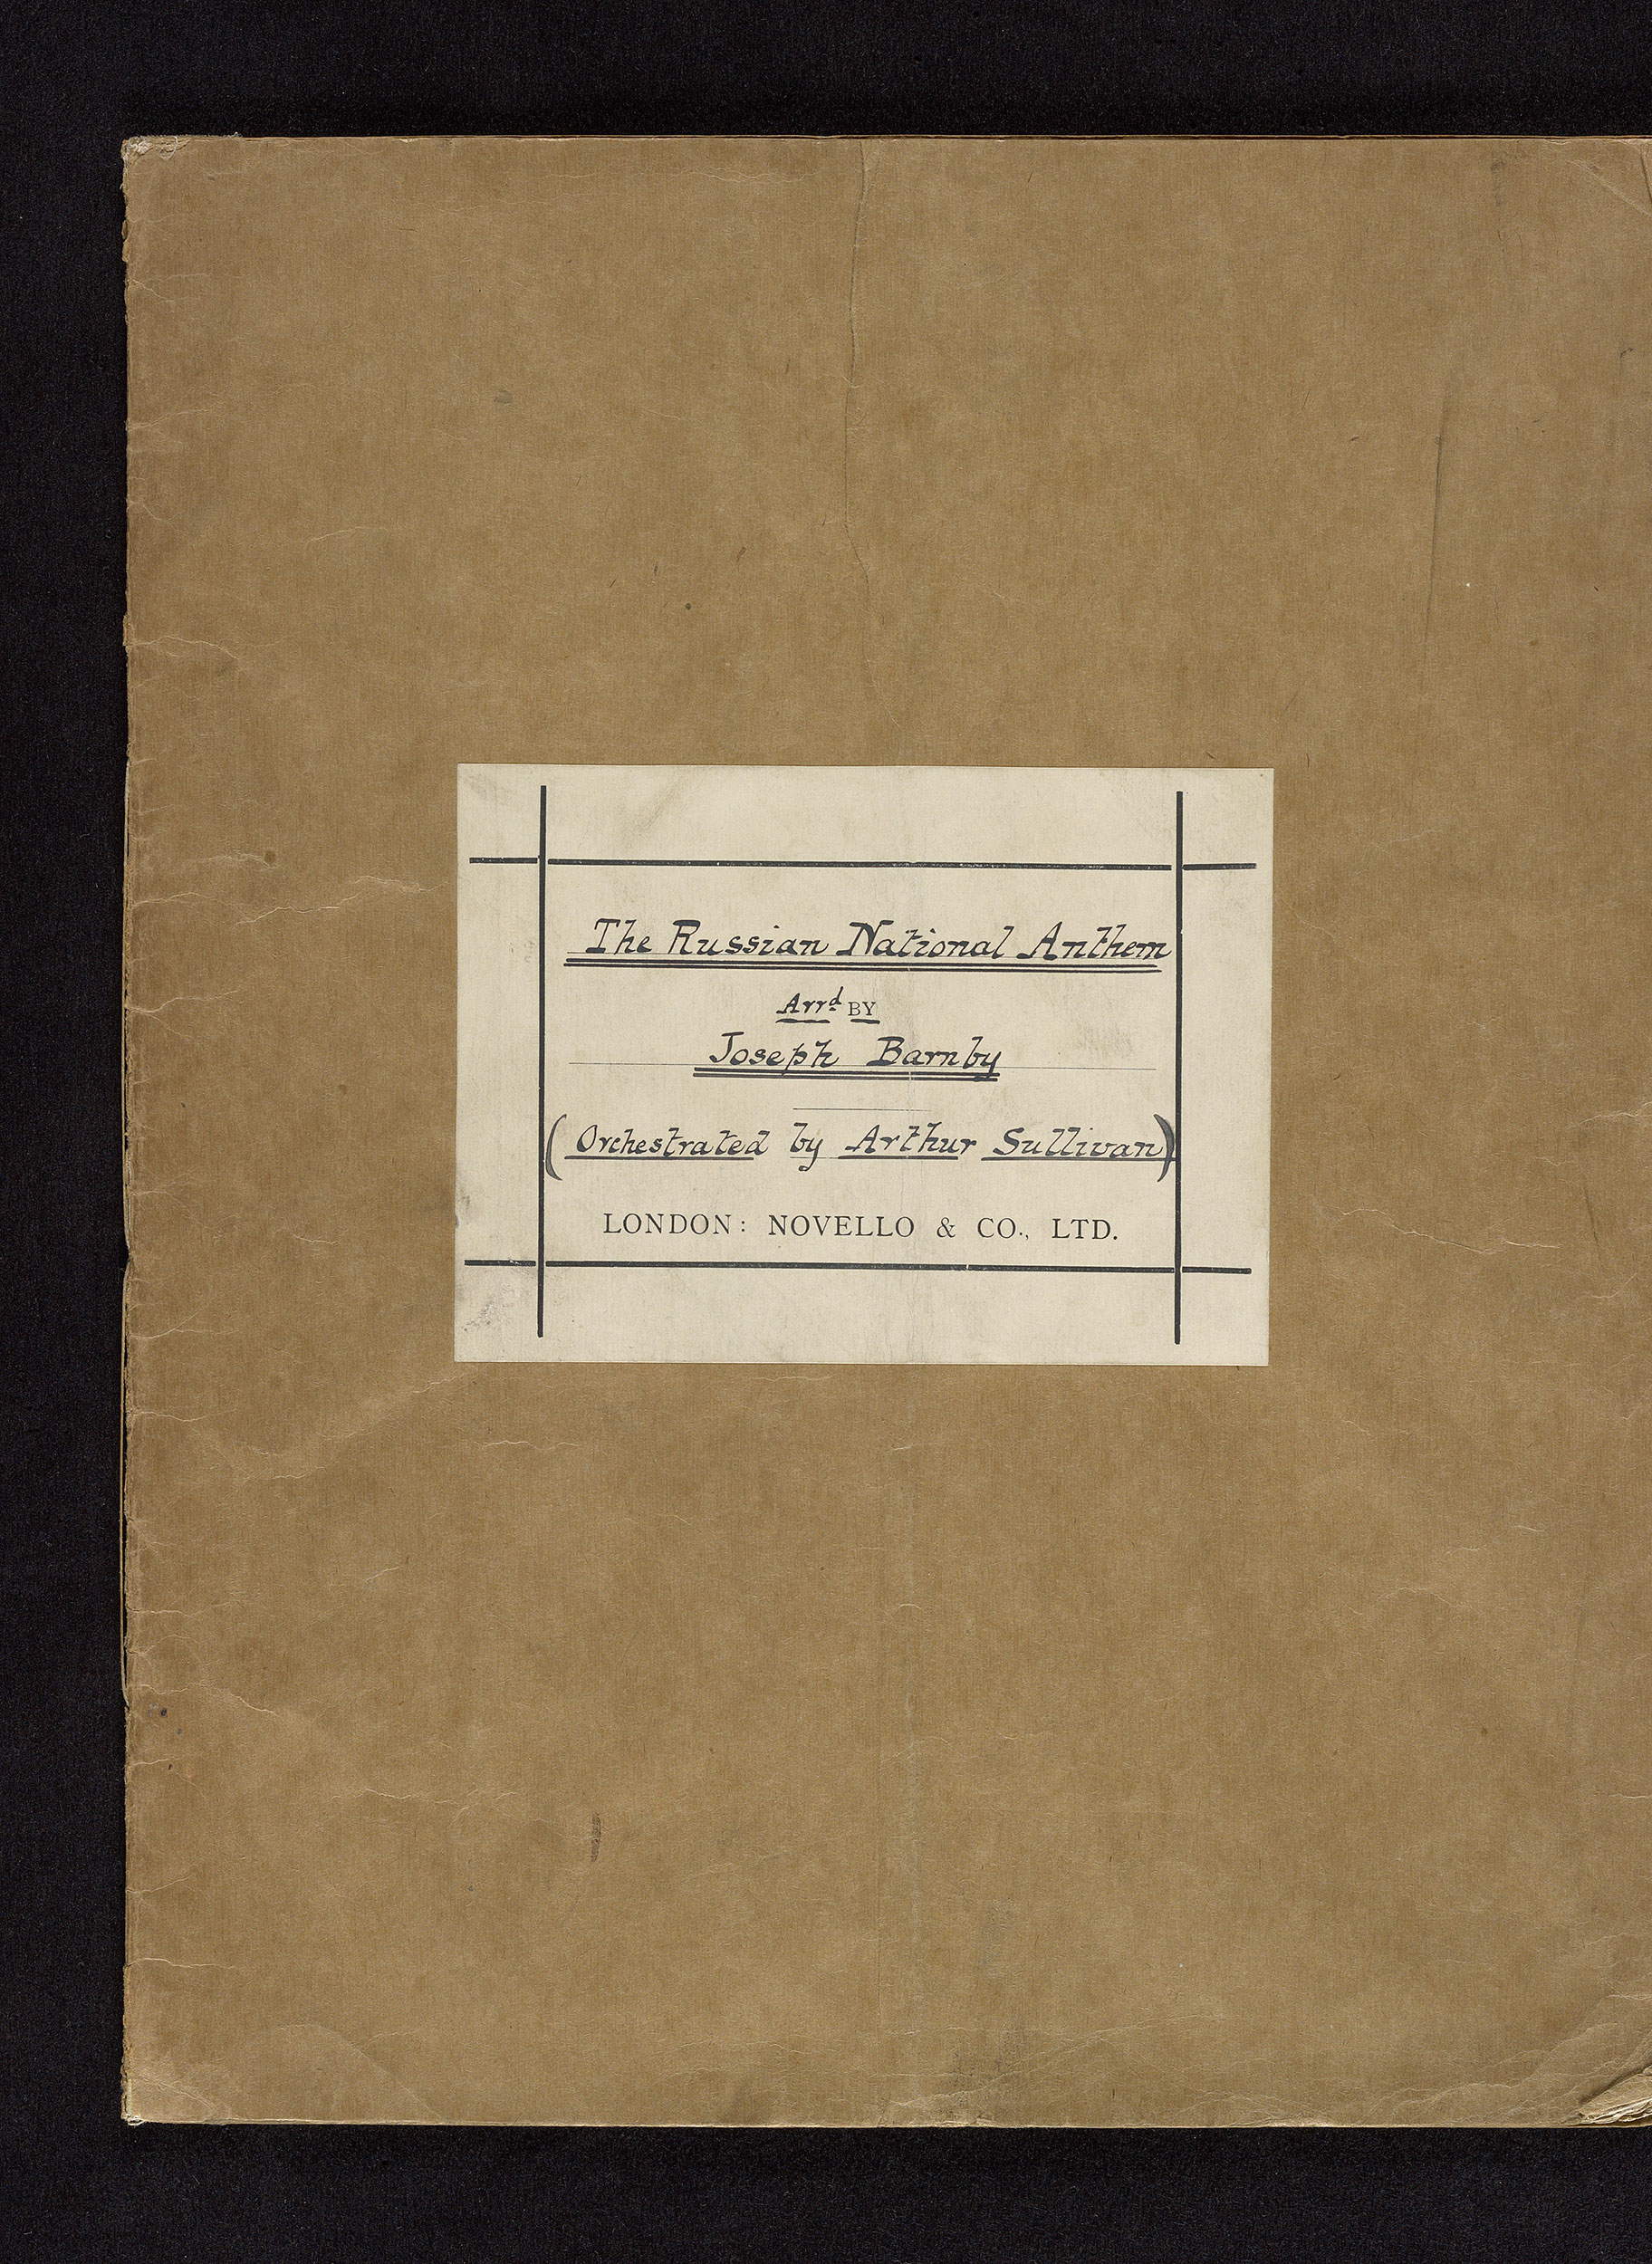 The Russian National Anthem
Arrd BY
Joseph Barnby
(Orchestrated by Arthur Sullivan)
LONDON: NOVELLO & CO., LTD.